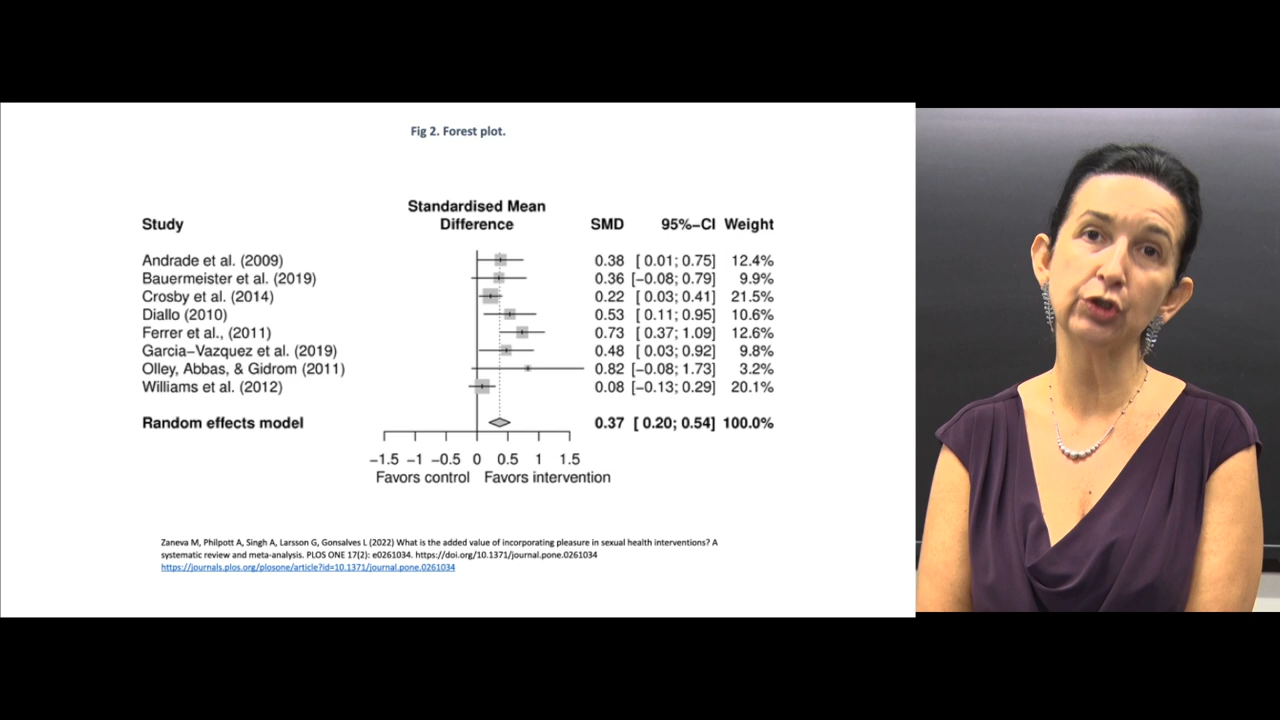 Fig 2. Forest plot.
Standardised Mean
Study Difference SMD 95%−CI Weight
Andrade et al. (2009) 0.38 [ 0.01; 0.75] 12.4%
Bauermeister et al. (2019) 0.36 [−0.08; 0.79] 9.9%
Crosby et al. (2014) 0.22 [ 0.03; 0.41] 21.5%
Diallo (2010) 0.53 [ 0.11; 0.95] 10.6%
Ferrer et al., (2011) 0.73 [ 0.37; 1.09] 12.6%
Garcia−Vazquez et al. (2019) 0.48 [ 0.03; 0.92] 9.8%
Olley, Abbas, & Gidrom (2011) 0.82 [−0.08; 1.73] 3.2%
Williams et al. (2012) 0.08 [−0.13; 0.29] 20.1%
Random effects model 0.37 [ 0.20; 0.54] 100.0%
−1.5 −1 −0.5 0 0.5 1 1.5
Favors control Favors intervention
Zaneva M, Philpott A, Singh A, Larsson G, Gonsalves L (2022) What is the added value of incorporating pleasure in sexual health interventions? A
systematic review and meta-analysis. PLOS ONE 17(2): e0261034. https://doi.org/10.1371/journal.pone.0261034
https://journals.plos.org/plosone/article?id=10.1371/journal.pone.0261034